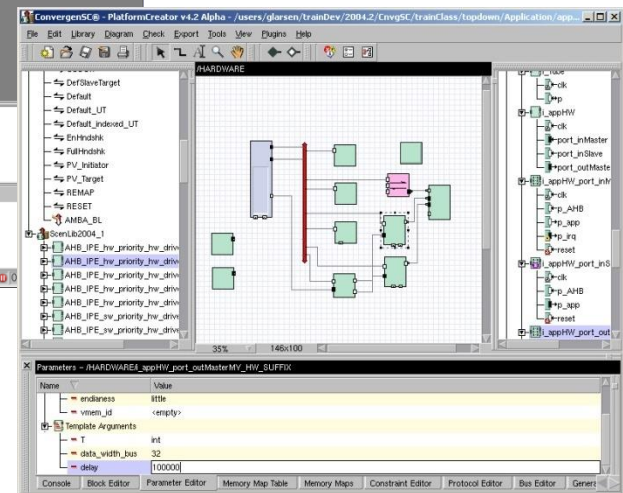 ConvergenSC® - PlatformCreator v4.2 Alpha - /users/glarsen/trainDev/2004.2/CnvgSC/trainClass/topdown/Application/app...
File Edit Library Diagram Check Export Tools View Plugins Help
/HARDWARE
DefSlaveTarget
Default
Default_UT
Default_indexed_UT
EnHndshk
FullHndshk
PV_Initiator
PV_Target
REMAP
RESET
AMBA_BL
ScenLib2004_1
AHB_IPE_hw_priority_hw_drive
AHB_IPE_hw_priority_hw_drive
AHB_IPE_hw_priority_hw_drive
AHB_IPE_hw_priority_hw_drive
AHB_IPE_sw_priority_hw_drive
AHB_IPE_sw_priority_hw_drive
35% 146x100
clk
p
i_appHW
clk
port_inMaster
port_inSlave
port_outMaste
i_appHW_port_inM
clk
p_AHB
p_app
p_irq
reset
i_appHW_port_inS
clk
p_AHB
p_app
reset
i_appHW_port_out
Parameters - /HARDWARE/i_appHW_port_outMasterMY_HW_SUFFIX
Name Value
endianess little
vmem_id <empty>
Template Arguments
T int
data_width_bus 32
delay 100000
Console Block Editor Parameter Editor Memory Map Table Memory Maps Constraint Editor Protocol Editor Bus Editor Gener